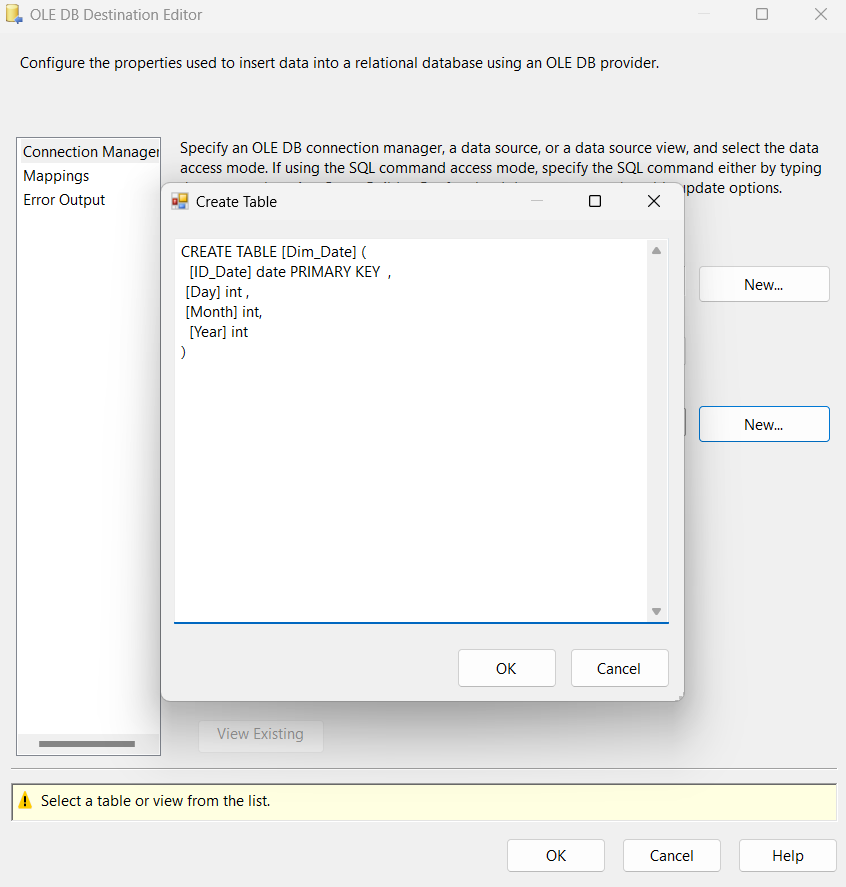 OLE DB Destination Editor
Configure the properties used to insert data into a relational database using an OLE DB provider.
Connection Manager
Mappings
Error Output
Specify an OLE DB connection manager, a data source, or a data source view, and select the data
access mode. If using the SQL command access mode, specify the SQL command either by typing
update options.
Create Table
CREATE TABLE [Dim_Date] (
[ID_Date] date PRIMARY KEY ,
[Day] int ,
[Month] int,
[Year] int
)
New...
New...
OK
Cancel
View Existing
Select a table or view from the list.
OK
Cancel
Help